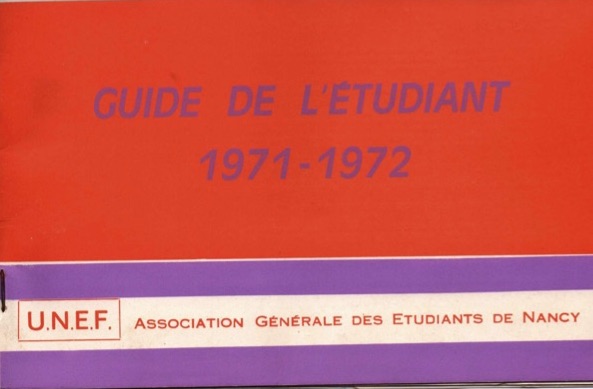 GUIDE DE L'ÉTUDIANT
1971-1972
U.N.E.F. ASSOCIATION GÉNÉRALE DES ETUDIANTS DE NANCY